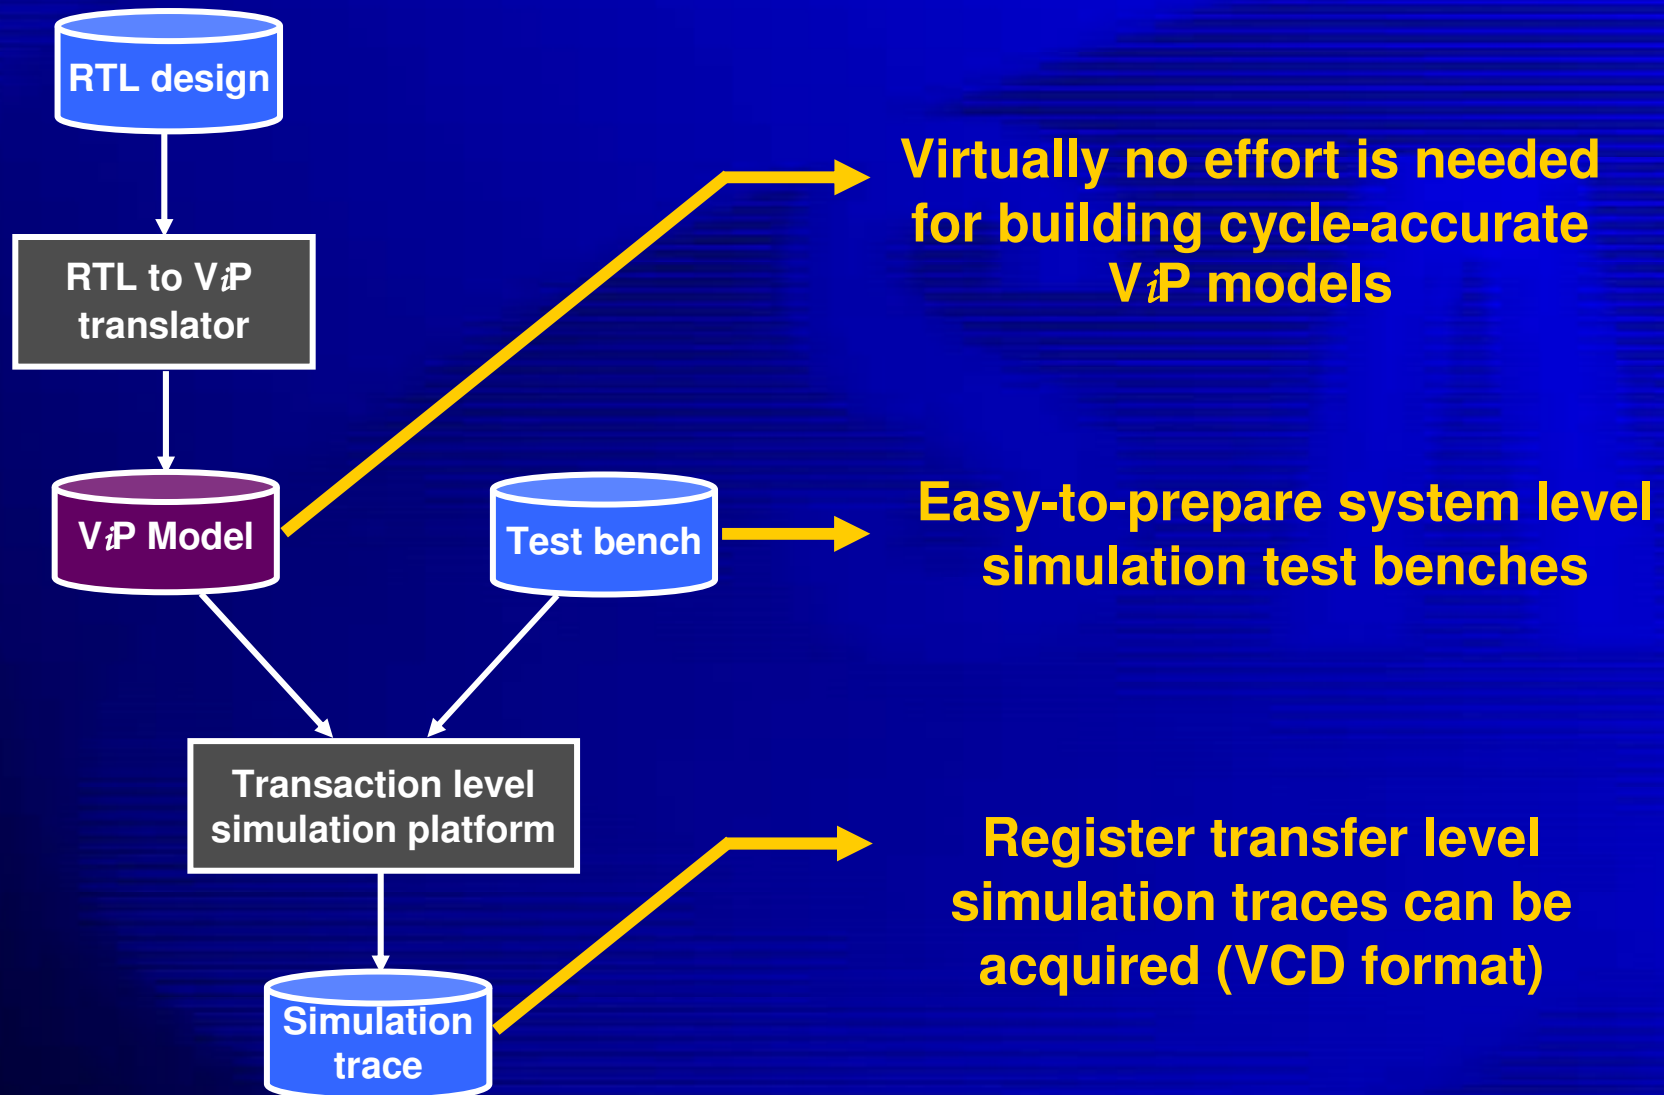 RTL design
RTL to ViP
translator
ViP Model
Test bench
Transaction level
simulation platform
Simulation
trace
Virtually no effort is needed
for building cycle-accurate
ViP models
Easy-to-prepare system level
simulation test benches
Register transfer level
simulation traces can be
acquired (VCD format)